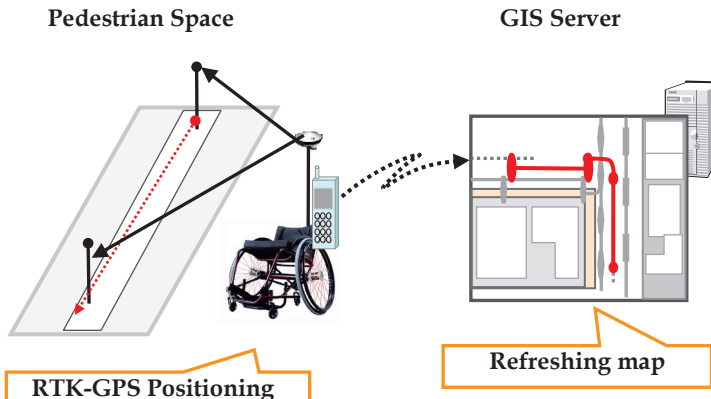 Pedestrian Space
GIS Server
Refreshing map
RTK-GPS Positioning